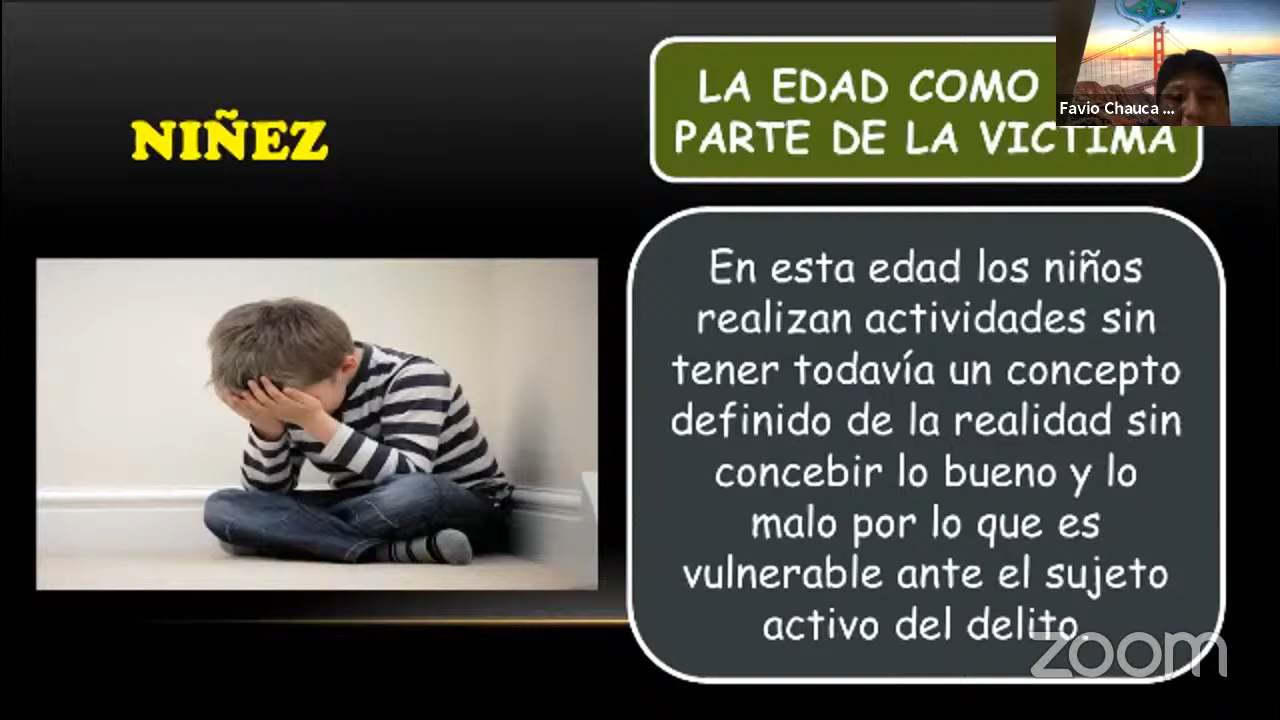 NIÑEZ
LA EDAD COMO
PARTE DE LA VICTIMA
Favio Chauca ...
En esta edad los niños
realizan actividades sin
tener todavía un concepto
definido de la realidad sin
concebir lo bueno y lo
malo por lo que es
vulnerable ante el sujeto
activo del delito.
zoom